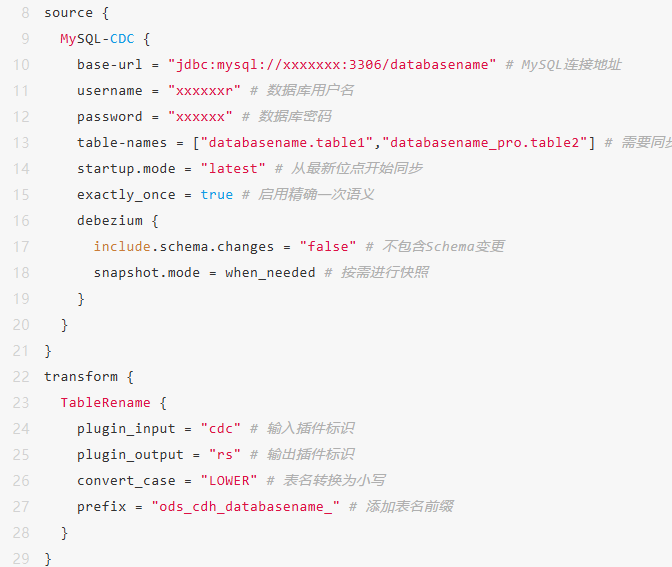 8 source {
9 MySQL-CDC {
10 base-url = "jdbc:mysql://xxxxxxx:3306/databasename" # MySQL连接地址
11 username = "xxxxxxr" # 数据库用户名
12 password = "xxxxxx" # 数据库密码
13 table-names = ["databasename.table1","databasename_pro.table2"] # 需要同步
14 startup.mode = "latest" # 从最新位点开始同步
15 exactly_once = true # 启用精确一次语义
16 debezium {
17 include.schema.changes = "false" # 不包含Schema变更
18 snapshot.mode = when_needed # 按需进行快照
19 }
20 }
21 }
22 transform {
23 TableRename {
24 plugin_input = "cdc" # 输入插件标识
25 plugin_output = "rs" # 输出插件标识
26 convert_case = "LOWER" # 表名转换为小写
27 prefix = "ods_cdh_databasename_" # 添加表名前缀
28 }
29 }